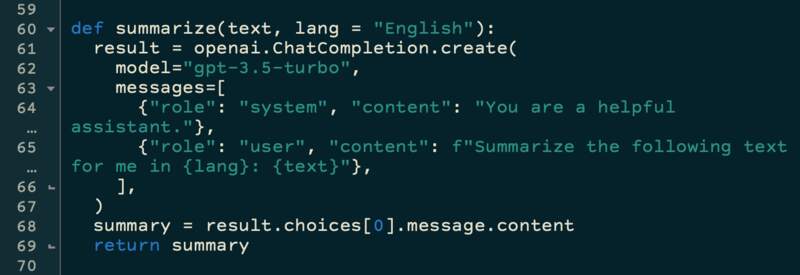 59
60 def summarize(text, lang = "English"):
61 result = openai.ChatCompletion.create(
62 model="gpt-3.5-turbo",
63 messages=[
64 {"role": "system", "content": "You are a helpful
… assistant."},
65 {"role": "user", "content": f"Summarize the following text
… for me in {lang}: {text}"},
66 ],
67 )
68 summary = result.choices[0].message.content
69 return summary
70